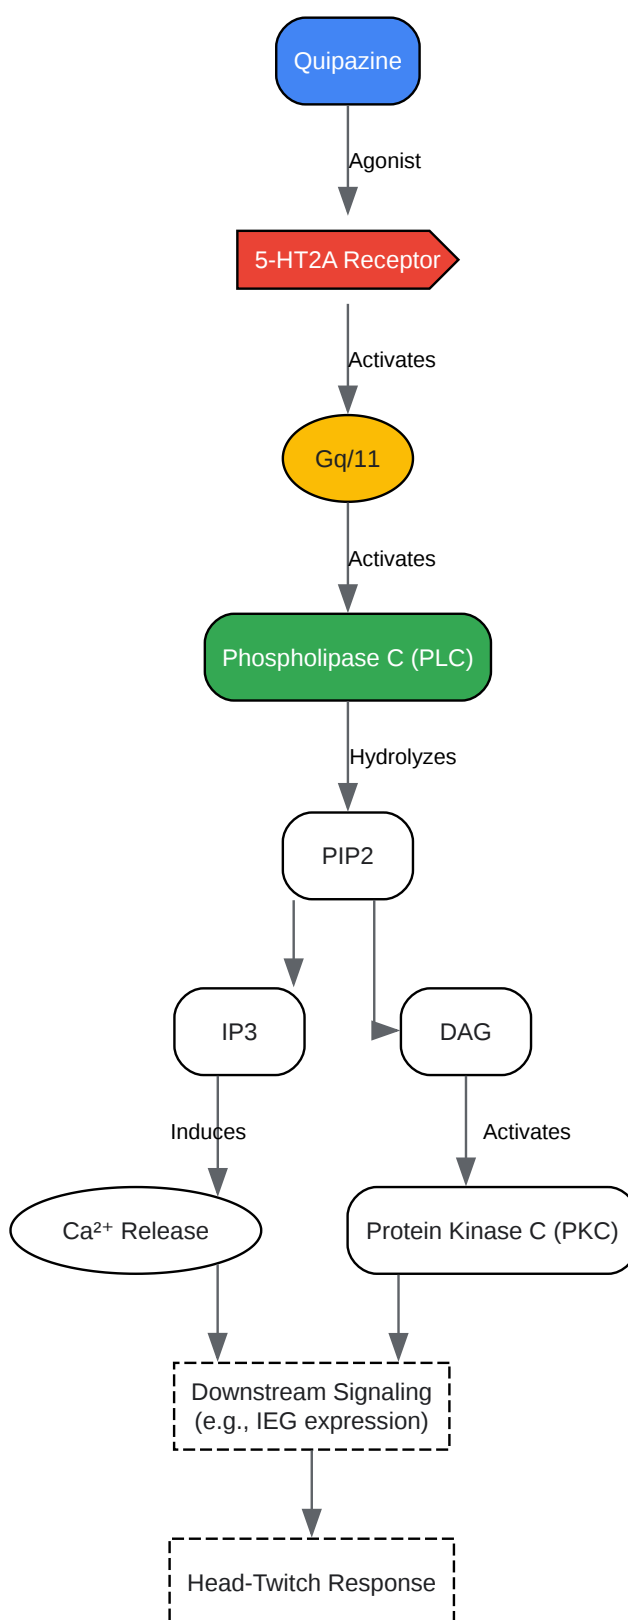 Quipazine
Agonist
5-HT2A Receptor
Activates
Gq/11
Activates
Phospholipase C (PLC)
Hydrolyzes
PIP2
IP3
DAG
Induces
Activates
Ca²⁺ Release
Protein Kinase C (PKC)
Downstream Signaling
(e.g., IEG expression)
Head-Twitch Response